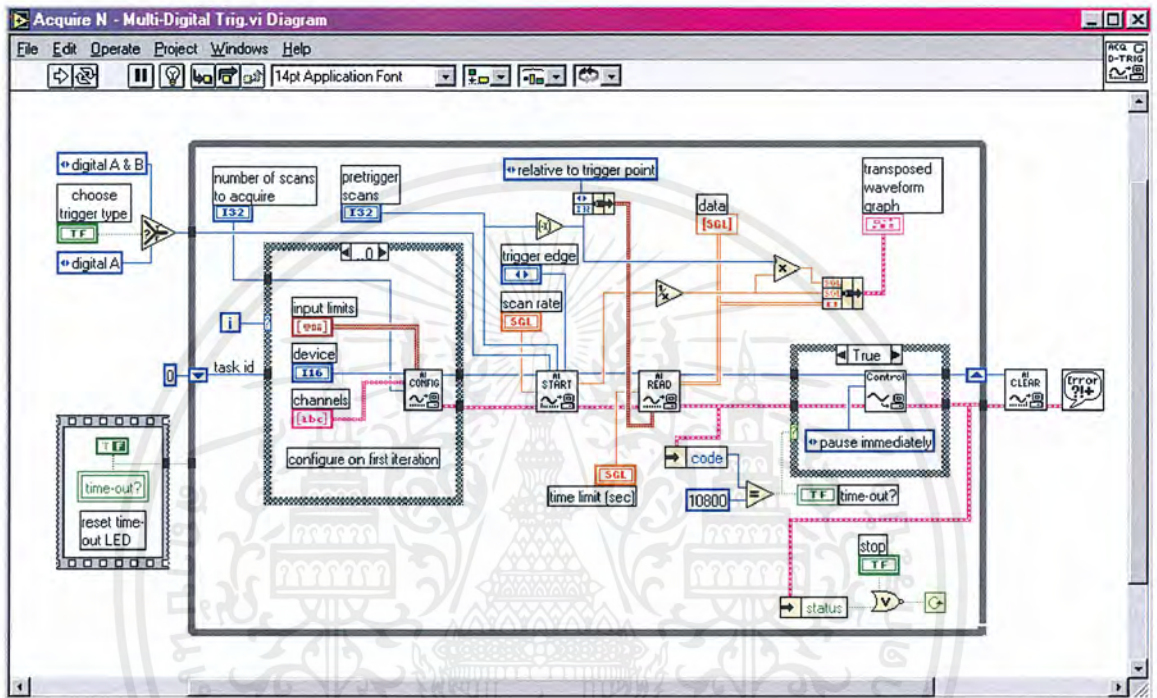 Acquire N - Multi-Digital Trig.vi Diagram
File Edit Operate Project Windows Help
14pt Application Font
ACQ
D-TRIG
digital A & B
choose
trigger type
TF
digital A
number of scans
to acquire
I32
pretrigger
scans
I32
relative to trigger point
data
[SGL]
transposed
waveform
graph
trigger edge
scan rate
SGL
0
input limits
device
I16
channels
[abc]
configure on first iteration
i
0
task id
AI
CONFIG
AI
START
AI
READ
1/x
x
SGL
SGL
True
Control
pause immediately
AI
CLEAR
Error
?!+
TF
time-out?
reset time-
out LED
SGL
time limit (sec)
code
10800
=
TF
time-out?
stop
TF
status
V